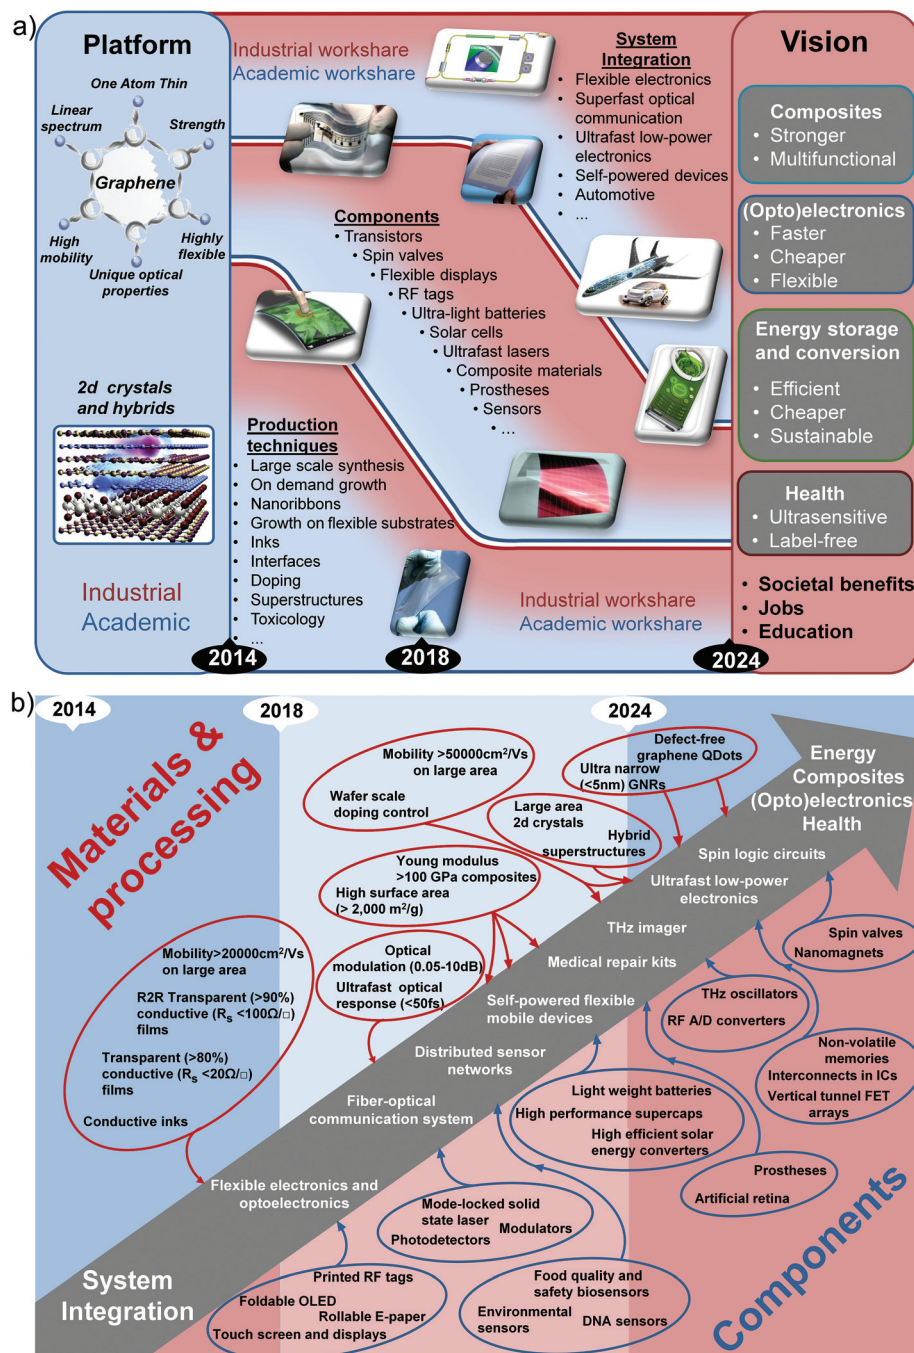 a)
Platform
One Atom Thin
Linear
spectrum
Strength
Graphene
High
mobility
Highly
flexible
Unique optical
properties
2d crystals
and hybrids
Industrial
Academic
Industrial workshare
Academic workshare
System
Integration
• Flexible electronics
• Superfast optical
communication
• Ultrafast low-power
electronics
• Self-powered devices
• Automotive
• ...
Components
• Transistors
• Spin valves
• Flexible displays
• RF tags
• Ultra-light batteries
• Solar cells
• Ultrafast lasers
• Composite materials
• Prostheses
• Sensors
• ...
Production
techniques
• Large scale synthesis
• On demand growth
• Nanoribbons
• Growth on flexible substrates
• Inks
• Interfaces
• Doping
• Superstructures
• Toxicology
• ...
Industrial workshare
Academic workshare
Vision
Composites
• Stronger
• Multifunctional
(Opto)electronics
• Faster
• Cheaper
• Flexible
Energy storage
and conversion
• Efficient
• Cheaper
• Sustainable
Health
• Ultrasensitive
• Label-free
• Societal benefits
• Jobs
• Education
2014
2018
2024
b)
2014
2018
2024
Materials &
processing
Mobility >50000cm²/Vs
on large area
Wafer scale
doping control
Defect-free
graphene QDots
Ultra narrow
(<5nm) GNRs
Large area
2d crystals
Hybrid
superstructures
Young modulus
>100 GPa composites
High surface area
(> 2,000 m²/g)
Optical
modulation (0.05-10dB)
Ultrafast optical
response (<50fs)
Mobility>20000cm²/Vs
on large area
R2R Transparent (>90%)
conductive (Rs <100Ω/□)
films
Transparent (>80%)
conductive (Rs <20Ω/□)
films
Conductive inks
Energy
Composites
(Opto)electronics
Health
Spin logic circuits
Ultrafast low-power
electronics
THz imager
Medical repair kits
Self-powered flexible
mobile devices
Distributed sensor
networks
Fiber-optical
communication system
Flexible electronics and
optoelectronics
System
Integration
Spin valves
Nanomagnets
THz oscillators
RF A/D converters
Non-volatile
memories
Interconnects in ICs
Vertical tunnel FET
arrays
Light weight batteries
High performance supercaps
High efficient solar
energy converters
Prostheses
Artificial retina
Mode-locked solid
state laser
Modulators
Photodetectors
Printed RF tags
Foldable OLED
Rollable E-paper
Touch screen and displays
Food quality and
safety biosensors
Environmental
sensors
DNA sensors
Components